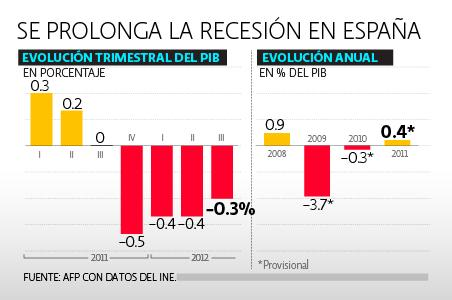 SE PROLONGA LA RECESIÓN EN ESPAÑA
EVOLUCIÓN TRIMESTRAL DEL PIB
EN PORCENTAJE
0.3
0.2
0
I
II
III
IV
I
II
III
–0.5
–0.4
–0.4
–0.3%
2011
2012
EVOLUCIÓN ANUAL
EN % DEL PIB
0.9
2008
2009
–3.7*
2010
–0.3*
0.4*
2011
*Provisional
FUENTE: AFP CON DATOS DEL INE.